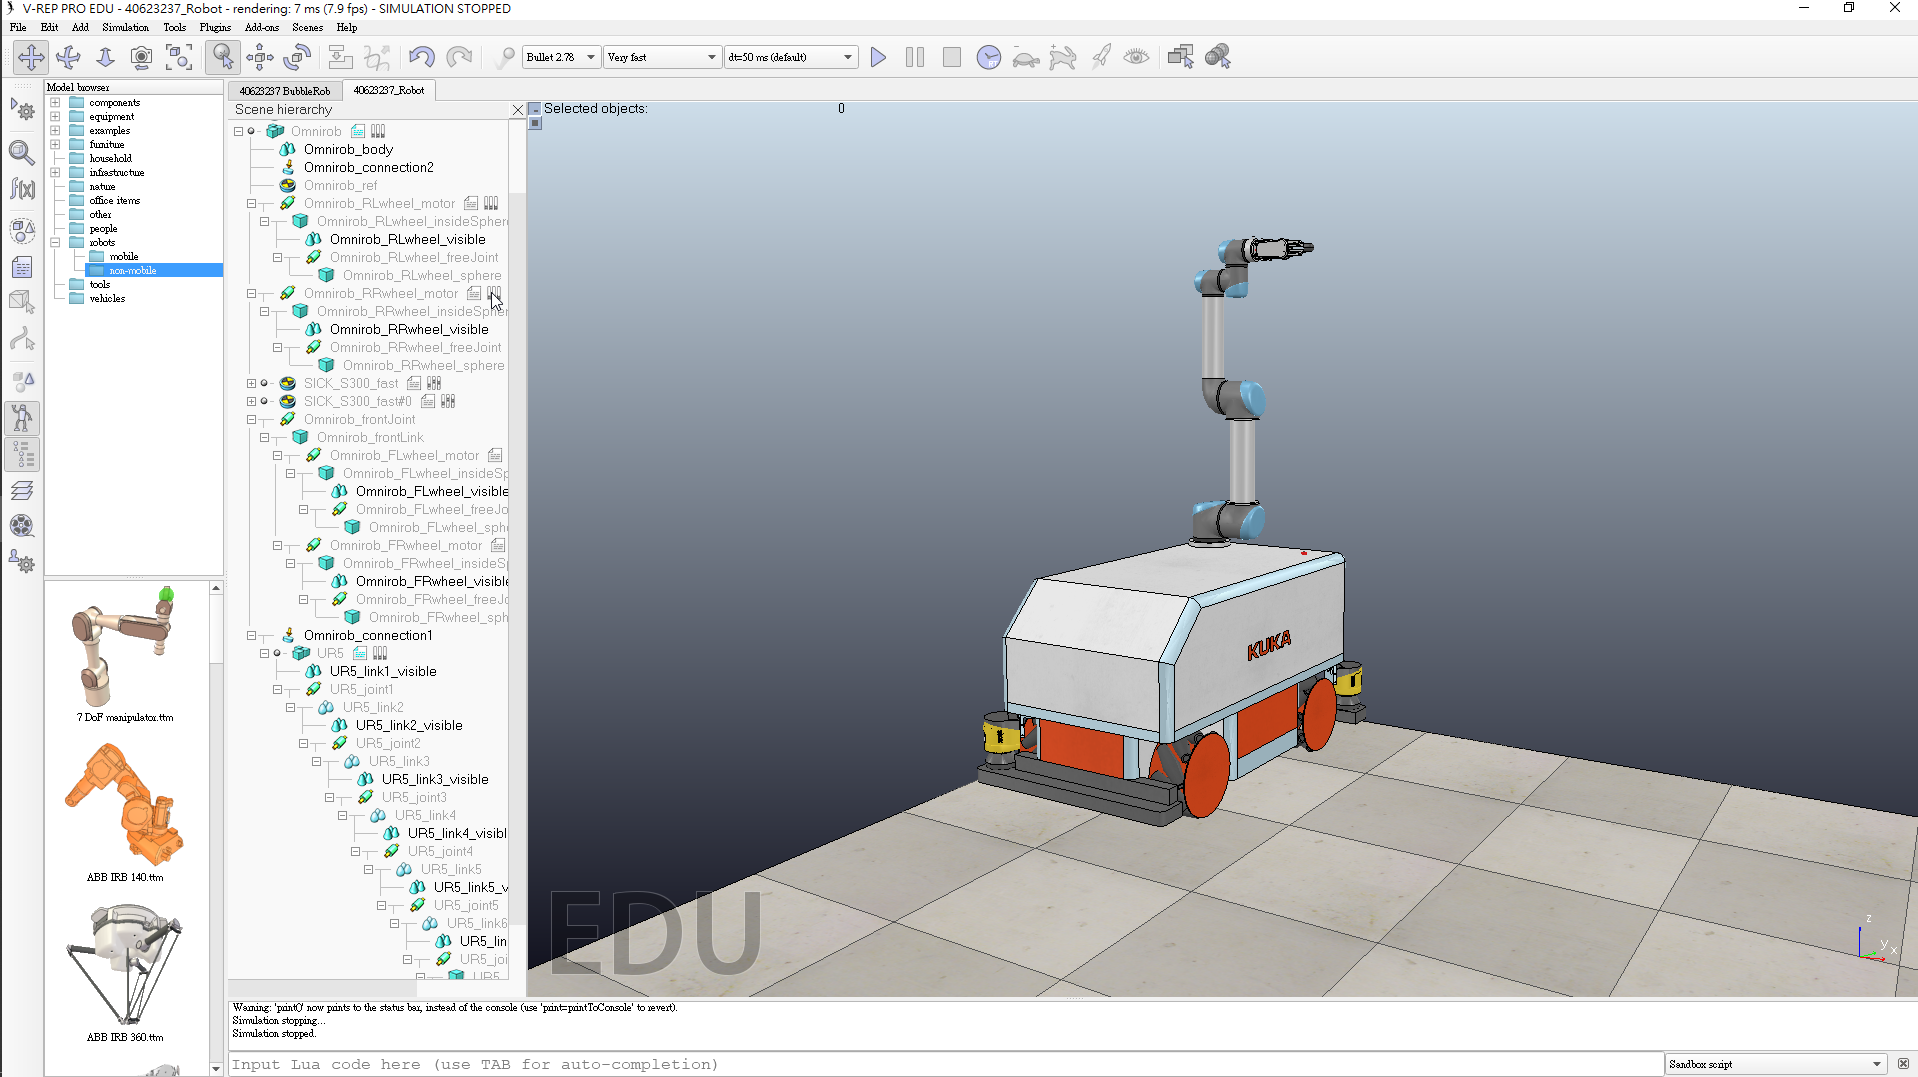 V-REP PRO EDU - 40623237_Robot - rendering: 7 ms (7.9 fps) - SIMULATION STOPPED
File Edit Add Simulation Tools Plugins Add-ons Scenes Help
Bullet 2.78 Very fast dt=50 ms (default)
Model browser
components
equipment
examples
furniture
household
infrastructure
nature
office items
other
people
robots
mobile
non-mobile
tools
vehicles
7 DoF manipulator.ttm
ABB IRB 140.ttm
ABB IRB 360.ttm
40623237 BubbleRob 40623237_Robot
Scene hierarchy
Omnirob
Omnirob_body
Omnirob_connection2
Omnirob_ref
Omnirob_RLwheel_motor
Omnirob_RLwheel_insideSpher
Omnirob_RLwheel_visible
Omnirob_RLwheel_freeJoint
Omnirob_RLwheel_sphere
Omnirob_RRwheel_motor
Omnirob_RRwheel_insideSpher
Omnirob_RRwheel_visible
Omnirob_RRwheel_freeJoint
Omnirob_RRwheel_sphere
SICK_S300_fast
SICK_S300_fast#0
Omnirob_frontJoint
Omnirob_frontLink
Omnirob_FLwheel_motor
Omnirob_FLwheel_insideSp
Omnirob_FLwheel_visible
Omnirob_FLwheel_freeJo
Omnirob_FLwheel_sph
Omnirob_FRwheel_motor
Omnirob_FRwheel_insideS
Omnirob_FRwheel_visibl
Omnirob_FRwheel_freeJ
Omnirob_FRwheel_sph
Omnirob_connection1
UR5
UR5_link1_visible
UR5_joint1
UR5_link2
UR5_link2_visible
UR5_joint2
UR5_link3
UR5_link3_visible
UR5_joint3
UR5_link4
UR5_link4_visibl
UR5_joint4
UR5_link5
UR5_link5_v
UR5_joint5
UR5_link6
UR5_lin
UR5_joi
UR5
Selected objects: 0
KUKA
EDU
z
y
x
Warning: 'print()' now prints to the status bar, instead of the console (use 'print=printToConsole' to revert).
Simulation stopping...
Simulation stopped.
Input Lua code here (use TAB for auto-completion)
Sandbox script